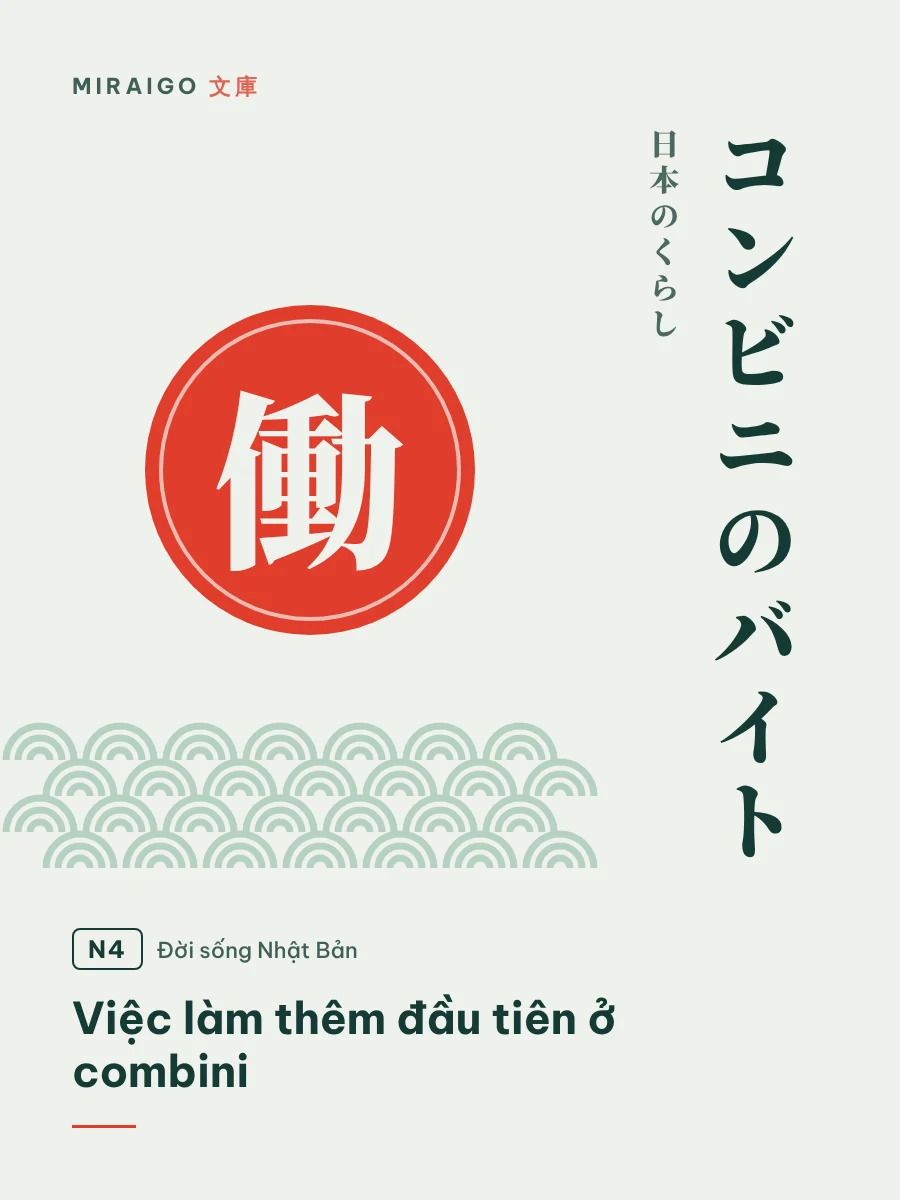 MIRAIGO 文庫
コンビニのバイト
日本のくらし
働
N4 Đời sống Nhật Bản
Việc làm thêm đầu tiên ở
combini